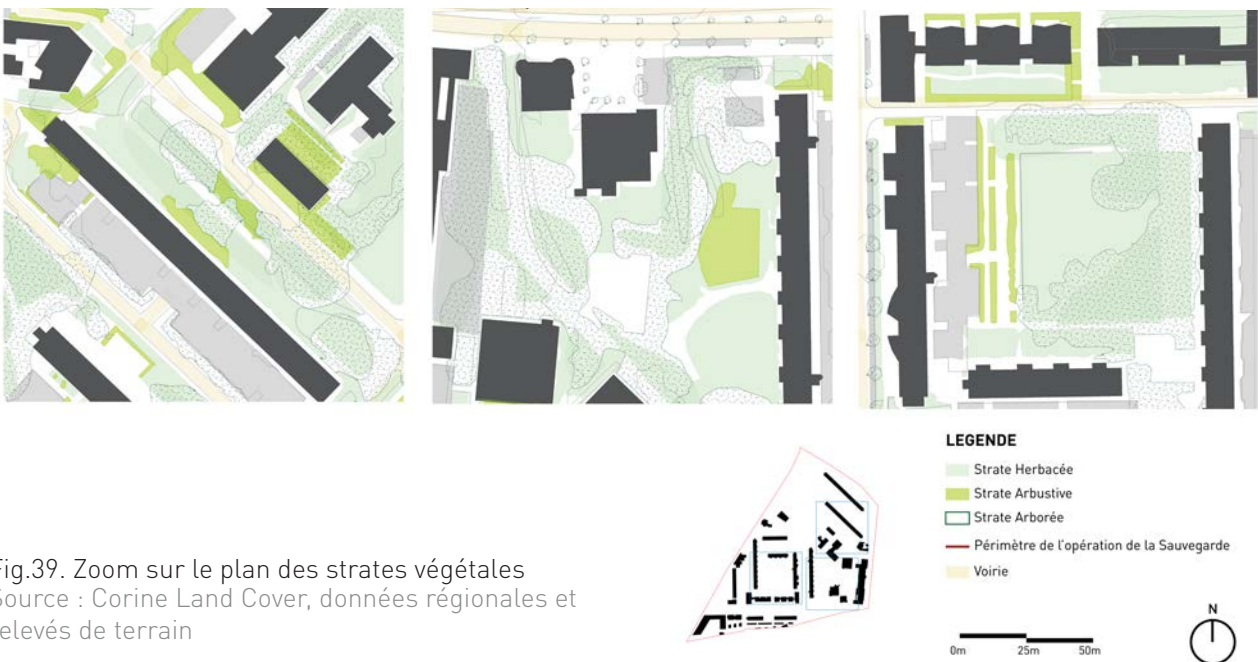 LEGENDE
Strate Herbacée
Strate Arbustive
Strate Arborée
Périmètre de l'opération de la Sauvegarde
Voirie
Fig.39. Zoom sur le plan des strates végétales
Source : Corine Land Cover, données régionales et
relevés de terrain
N
0m 25m 50m